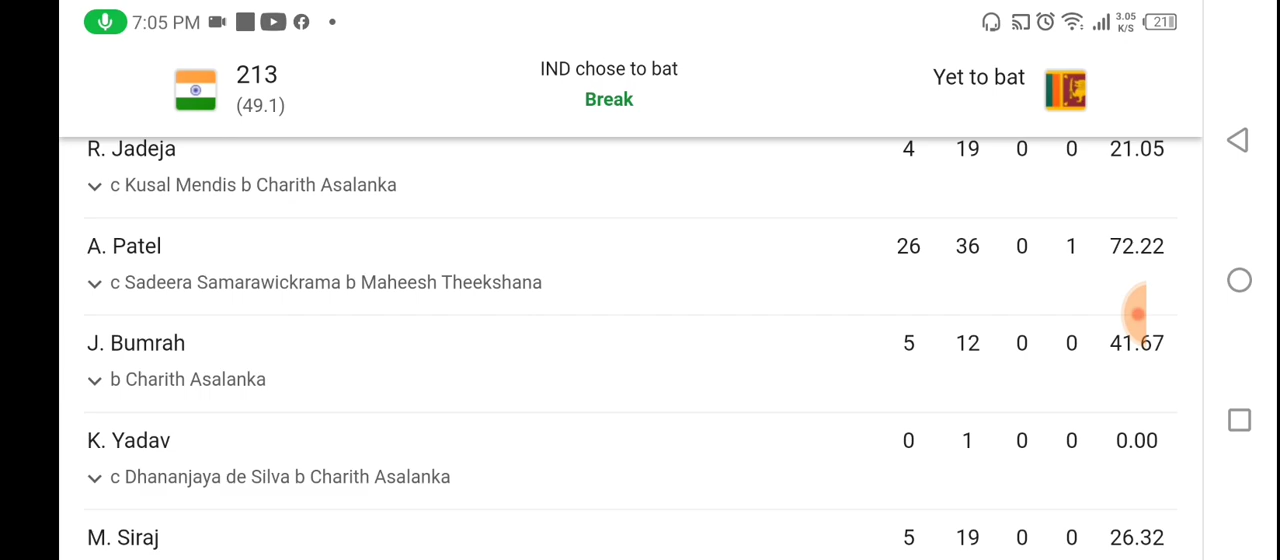 7:05 PM
3.05
K/S
21
213
(49.1)
IND chose to bat
Break
Yet to bat
R. Jadeja 4 19 0 0 21.05
c Kusal Mendis b Charith Asalanka
A. Patel 26 36 0 1 72.22
c Sadeera Samarawickrama b Maheesh Theekshana
J. Bumrah 5 12 0 0 41.67
b Charith Asalanka
K. Yadav 0 1 0 0 0.00
c Dhananjaya de Silva b Charith Asalanka
M. Siraj 5 19 0 0 26.32